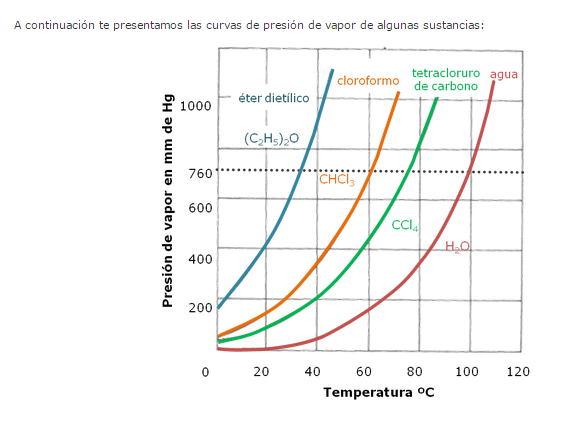 A continuación te presentamos las curvas de presión de vapor de algunas sustancias:
Presión de vapor en mm de Hg
tetracloruro
de carbono
agua
cloroformo
éter dietílico
1000
(C₂H₅)₂O
760
CHCl₃
600
CCl₄
H₂O
400
200
0 20 40 60 80 100 120
Temperatura ºC